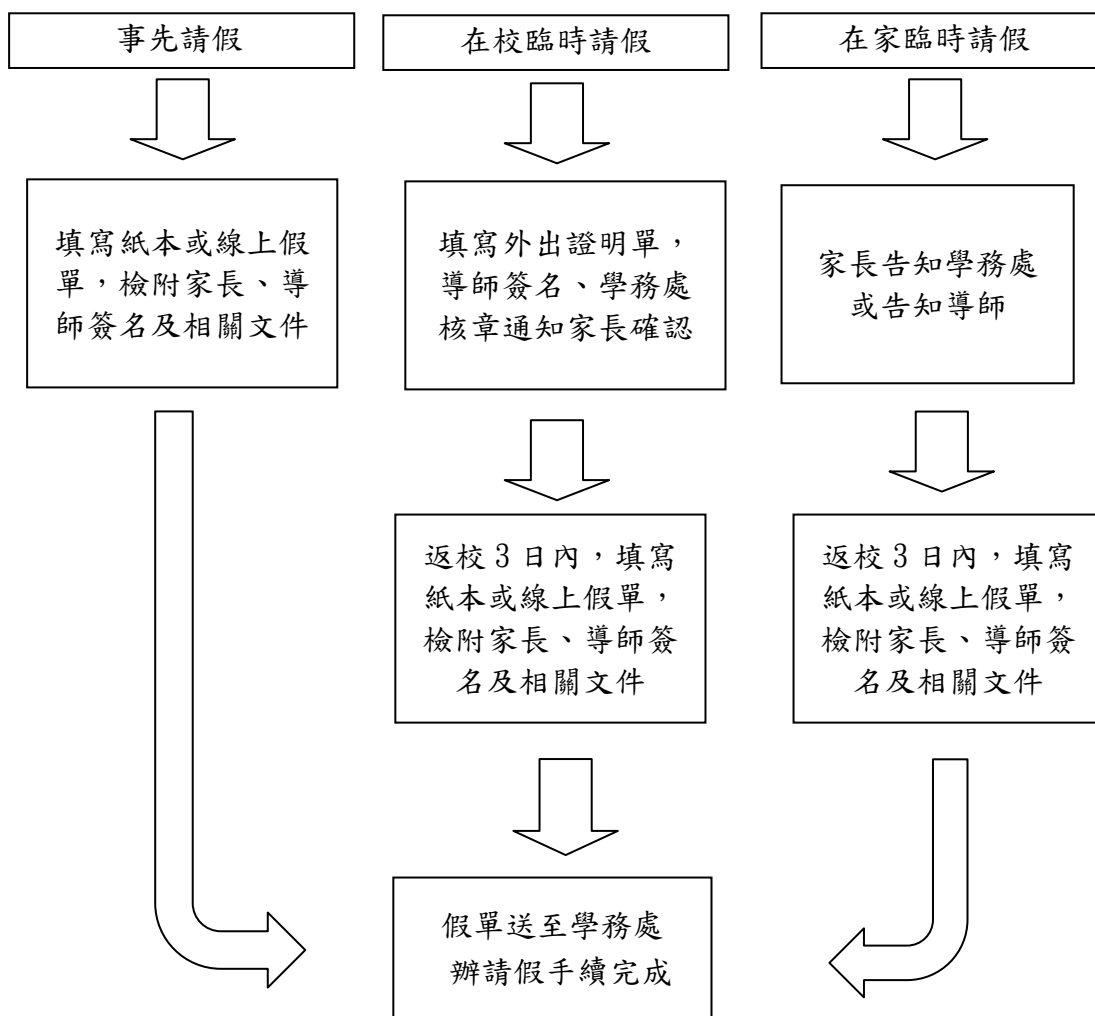 事先請假
在校臨時請假
在家臨時請假
填寫紙本或線上假
單，檢附家長、導
師簽名及相關文件
填寫外出證明單，
導師簽名、學務處
核章通知家長確認
家長告知學務處
或告知導師
返校3日內，填寫
紙本或線上假單，
檢附家長、導師簽
名及相關文件
返校3日內，填寫
紙本或線上假單，
檢附家長、導師簽
名及相關文件
假單送至學務處
辦請假手續完成